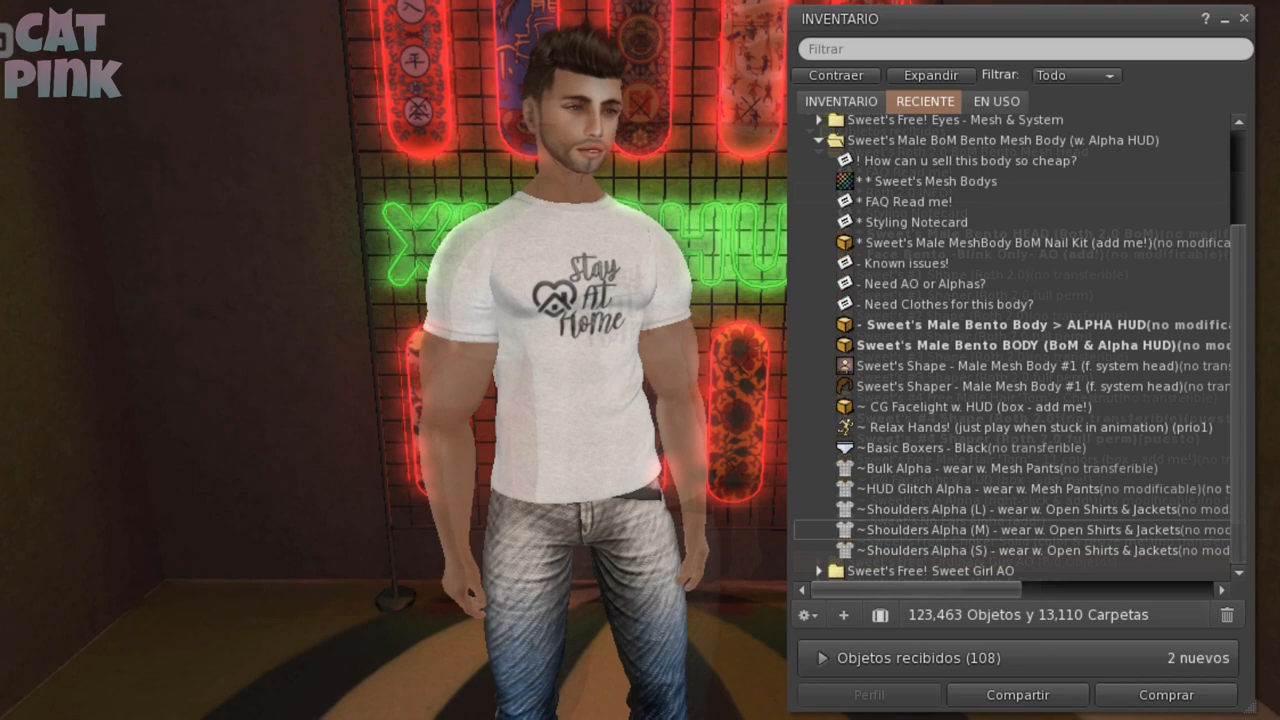 CAT
PINK
Stay
At
Home
INVENTARIO
Filtrar
Contraer Expandir Filtrar: Todo
INVENTARIO RECIENTE EN USO
Sweet's Free! Eyes - Mesh & System
Sweet's Male BoM Bento Mesh Body (w. Alpha HUD)
! How can u sell this body so cheap?
* * Sweet's Mesh Bodys
* FAQ Read me!
* Styling Notecard
* Sweet's Male MeshBody BoM Nail Kit (add me!)(no modifica
- Known issues!
- Need AO or Alphas?
- Need Clothes for this body?
- Sweet's Male Bento Body > ALPHA HUD(no modific
Sweet's Male Bento BODY (BoM & Alpha HUD)(no mo
Sweet's Shape - Male Mesh Body #1 (f. system head)(no tran
Sweet's Shaper - Male Mesh Body #1 (f. system head)(no tran
~ CG Facelight w. HUD (box - add me!)
~ Relax Hands! (just play when stuck in animation) (prio1)
~Basic Boxers - Black(no transferible)
~Bulk Alpha - wear w. Mesh Pants(no transferible)
~HUD Glitch Alpha - wear w. Mesh Pants(no modificable)(no t
~Shoulders Alpha (L) - wear w. Open Shirts & Jackets(no mod
~Shoulders Alpha (M) - wear w. Open Shirts & Jackets(no mod
~Shoulders Alpha (S) - wear w. Open Shirts & Jackets(no mod
Sweet's Free! Sweet Girl AO
123,463 Objetos y 13,110 Carpetas
Objetos recibidos (108) 2 nuevos
Perfil Compartir Comprar